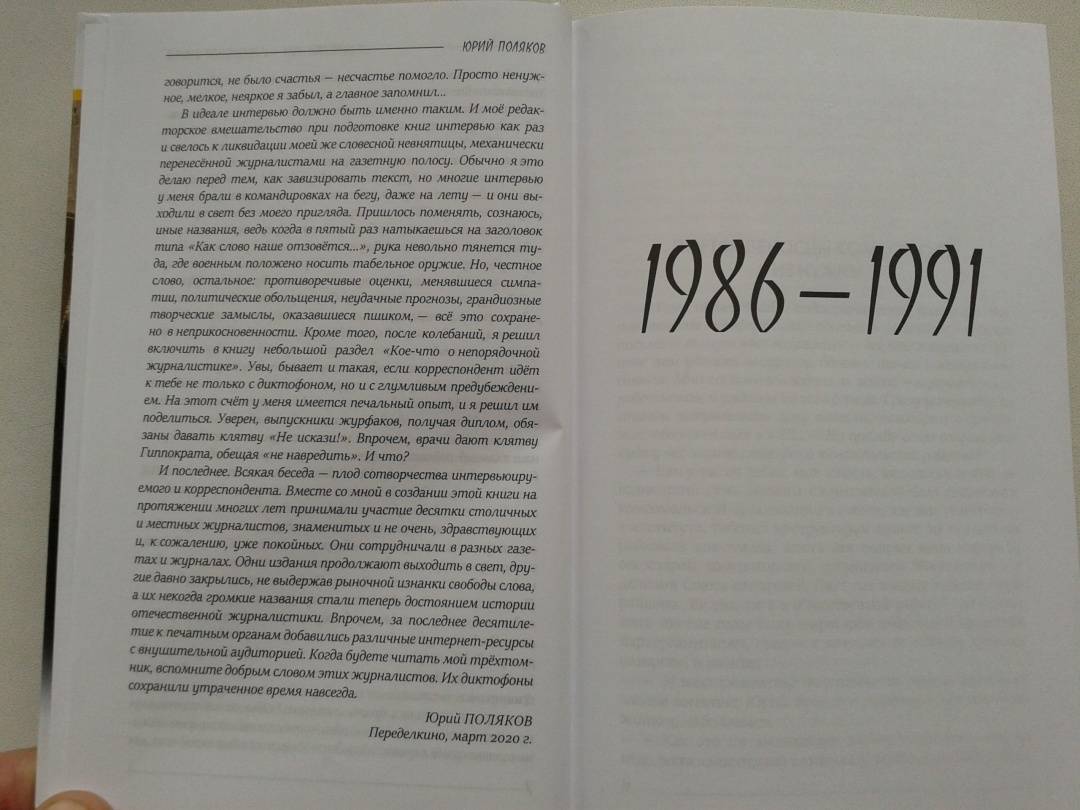 ЮРИЙ ПОЛЯКОВ
говорится, не было счастья — несчастье помогло. Просто ненуж-
ное, мелкое, неяркое я забыл, а главное запомнил...
В идеале интервью должно быть именно таким. И моё редак-
торское вмешательство при подготовке книг интервью как раз
и свелось к ликвидации моей же словесной невнятицы, механически
перенесённой журналистами на газетную полосу. Обычно я это
делаю перед тем, как завизировать текст, но многие интервью
у меня брали в командировках на бегу, даже на лету — и они вы-
ходили в свет без моего пригляда. Пришлось поменять, сознаюсь,
иные названия, ведь когда в пятый раз натыкаешься на заголовок
типа «Как слово наше отзовётся...», рука невольно тянется ту-
да, где военным положено носить табельное оружие. Но, честное
слово, остальное: противоречивые оценки, менявшиеся симпа-
тии, политические обольщения, неудачные прогнозы, грандиозные
творческие замыслы, оказавшиеся пшиком, — всё это сохране-
но в неприкосновенности. Кроме того, после колебаний, я решил
включить в книгу небольшой раздел «Кое-что о непорядочной
журналистике». Увы, бывает и такая, если корреспондент идёт
к тебе не только с диктофоном, но и с глумливым предубеждени-
ем. На этот счёт у меня имеется печальный опыт, и я решил им
поделиться. Уверен, выпускники журфаков, получая диплом, обя-
заны давать клятву «Не искази!». Впрочем, врачи дают клятву
Гиппократа, обещая «не навредить». И что?
И последнее. Всякая беседа — плод сотворчества интервьюиру-
емого и корреспондента. Вместе со мной в создании этой книги на
протяжении многих лет принимали участие десятки столичных
и местных журналистов, знаменитых и не очень, здравствующих
и, к сожалению, уже покойных. Они сотрудничали в разных газе-
тах и журналах. Одни издания продолжают выходить в свет, дру-
гие давно закрылись, не выдержав рыночной изнанки свободы слова,
а их некогда громкие названия стали теперь достоянием истории
отечественной журналистики. Впрочем, за последнее десятиле-
тие к печатным органам добавились различные интернет-ресурсы
с внушительной аудиторией. Когда будете читать мой трёхтом-
ник, вспомните добрым словом этих журналистов. Их диктофоны
сохранили утраченное время навсегда.
Юрий ПОЛЯКОВ
Переделкино, март 2020 г.
1986 – 1991